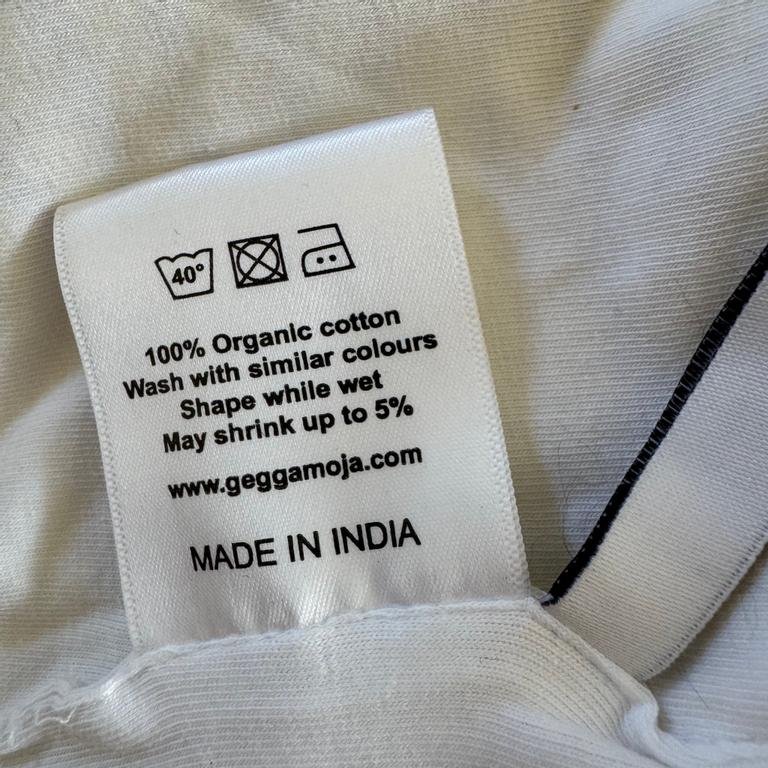 40°
100% Organic cotton
Wash with similar colours
Shape while wet
May shrink up to 5%
www.geggamoja.com
MADE IN INDIA